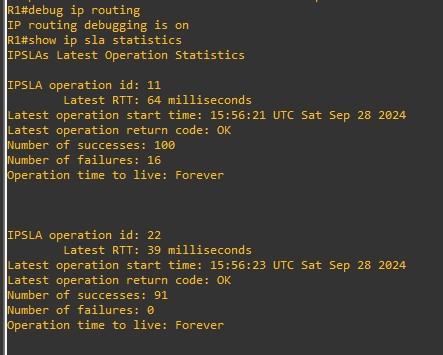 R1#debug ip routing
IP routing debugging is on
R1#show ip sla statistics
IPSLAs Latest Operation Statistics
IPSLA operation id: 11
Latest RTT: 64 milliseconds
Latest operation start time: 15:56:21 UTC Sat Sep 28 2024
Latest operation return code: OK
Number of successes: 100
Number of failures: 16
Operation time to live: Forever
IPSLA operation id: 22
Latest RTT: 39 milliseconds
Latest operation start time: 15:56:23 UTC Sat Sep 28 2024
Latest operation return code: OK
Number of successes: 91
Number of failures: 0
Operation time to live: Forever